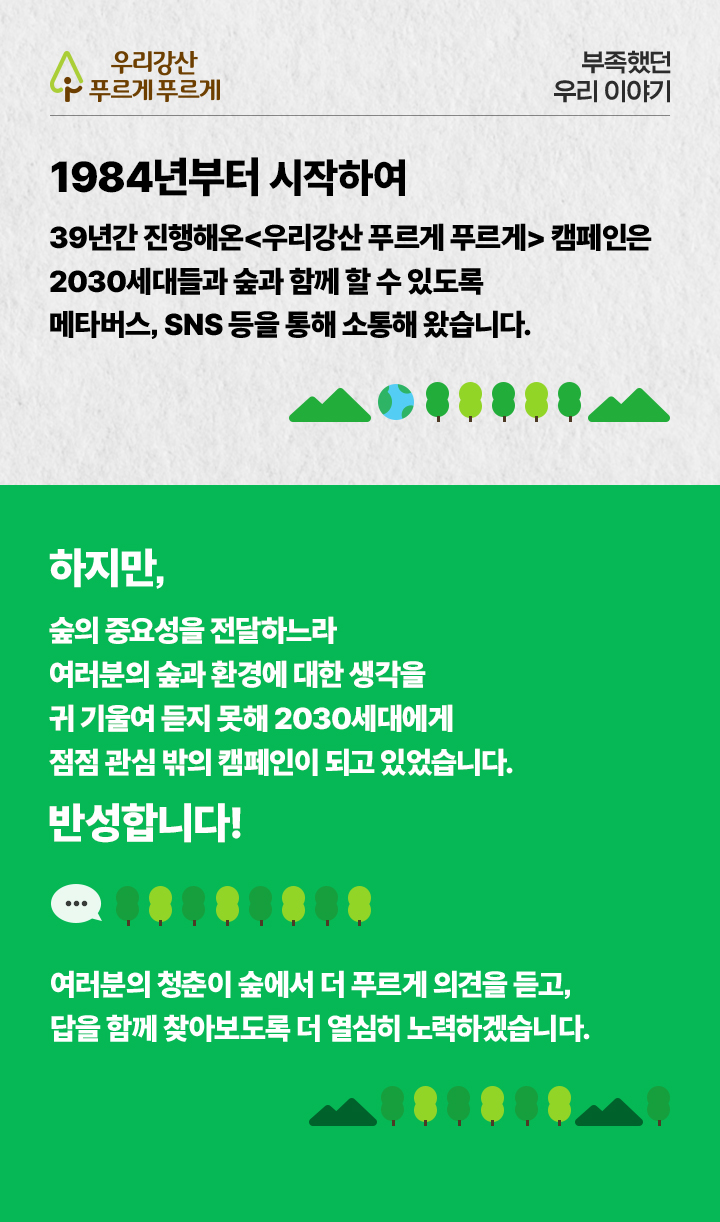 우리강산
푸르게 푸르게
부족했던
우리 이야기
1984년부터 시작하여
39년간 진행해온<우리강산 푸르게 푸르게> 캠페인은
2030세대들과 숲과 함께 할 수 있도록
메타버스, SNS 등을 통해 소통해 왔습니다.
하지만,
숲의 중요성을 전달하느라
여러분의 숲과 환경에 대한 생각을
귀 기울여 듣지 못해 2030세대에게
점점 관심 밖의 캠페인이 되고 있었습니다.
반성합니다!
여러분의 청춘이 숲에서 더 푸르게 의견을 듣고,
답을 함께 찾아보도록 더 열심히 노력하겠습니다.